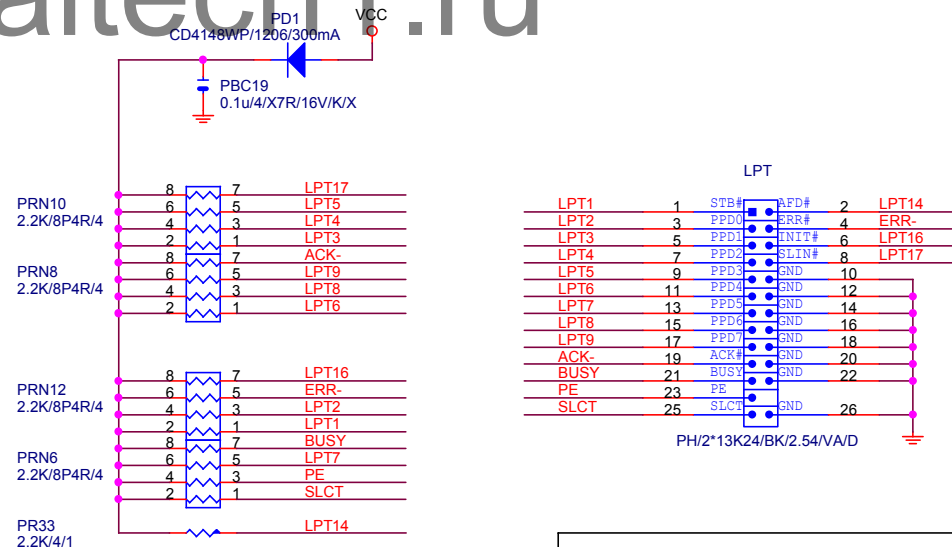 altech1.ru
PD1
VCC
CD4148WP/1206/300mA
PBC19
0.1u/4/X7R/16V/K/X
PRN10
2.2K/8P4R/4
8 7 LPT17
6 5 LPT5
4 3 LPT4
2 1 LPT3
PRN8
2.2K/8P4R/4
8 7 ACK-
6 5 LPT9
4 3 LPT8
2 1 LPT6
PRN12
2.2K/8P4R/4
8 7 LPT16
6 5 ERR-
4 3 LPT2
2 1 LPT1
PRN6
2.2K/8P4R/4
8 7 BUSY
6 5 LPT7
4 3 PE
2 1 SLCT
PR33
2.2K/4/1
LPT14
LPT
LPT1 1 STB# AFD# 2 LPT14
LPT2 3 PPD0 ERR# 4 ERR-
LPT3 5 PPD1 INIT# 6 LPT16
LPT4 7 PPD2 SLIN# 8 LPT17
LPT5 9 PPD3 GND 10
LPT6 11 PPD4 GND 12
LPT7 13 PPD5 GND 14
LPT8 15 PPD6 GND 16
LPT9 17 PPD7 GND 18
ACK- 19 ACK# GND 20
BUSY 21 BUSY GND 22
PE 23 PE
SLCT 25 SLCT GND 26
PH/2*13K24/BK/2.54/VA/D